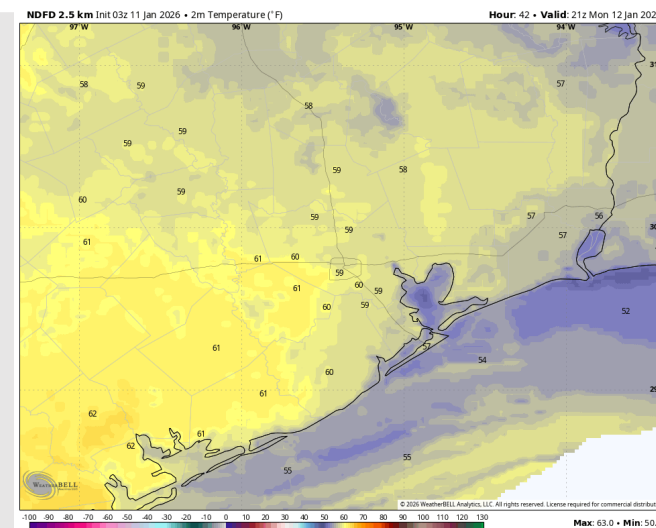 NDFD 2.5 km Init 03z 11 Jan 2026 • 2m Temperature (°F)
Hour: 42 • Valid: 21z Mon 12 Jan 202
97°W 96°W 95°W 94°W
31
58 59 57
58
59
59
59 58
59
60
59 57 56
59 57 30
61
61 60
59
61 60 59
60 59
52
61 57
54
60
61 29
62
61
62
55
55
WEATHERBELL
© 2026 WeatherBELL Analytics, LLC. All rights reserved. License required for commercial distribut
-100 -90 -80 -70 -60 -50 -40 -30 -20 -10 0 10 20 30 40 50 60 70 80 90 100 110 120 130
Max: 63.0 • Min: 50.